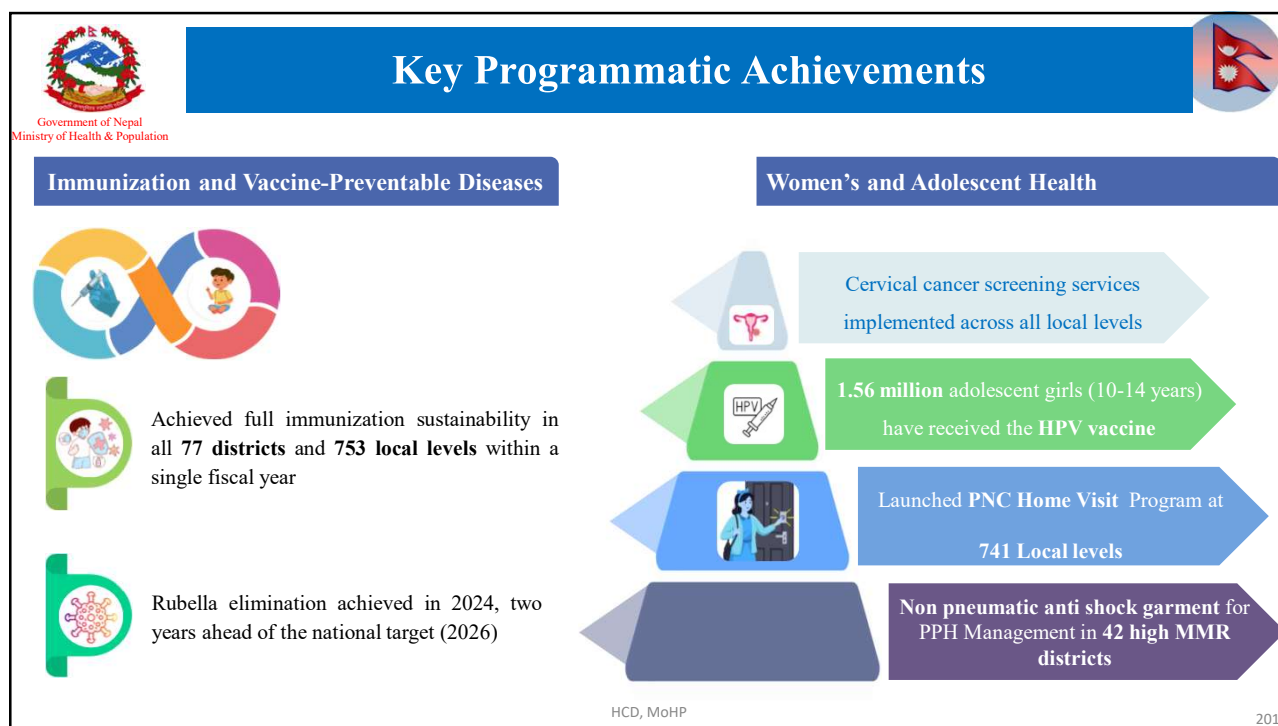 Key Programmatic Achievements
Government of Nepal
Ministry of Health & Population
Immunization and Vaccine-Preventable Diseases
Achieved full immunization sustainability in
all 77 districts and 753 local levels within a
single fiscal year
Rubella elimination achieved in 2024, two
years ahead of the national target (2026)
Women's and Adolescent Health
Cervical cancer screening services
implemented across all local levels
HPV
1.56 million adolescent girls (10-14 years)
have received the HPV vaccine
Launched PNC Home Visit Program at
741 Local levels
Non pneumatic anti shock garment for
PPH Management in 42 high MMR
districts
HCD, MoHP
201